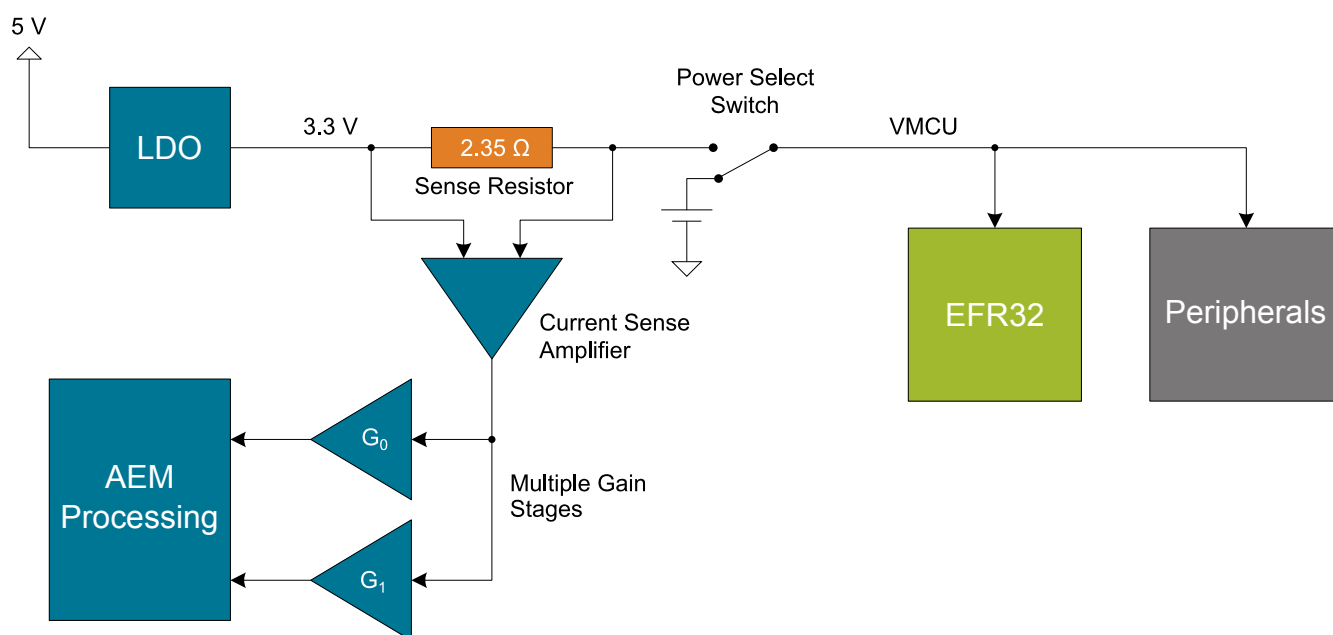 5 V
Power Select
Switch
LDO
3.3 V
2.35 Ω
VMCU
Sense Resistor
EFR32
Peripherals
Current Sense
Amplifier
AEM
Processing
G₀
Multiple Gain
Stages
G₁